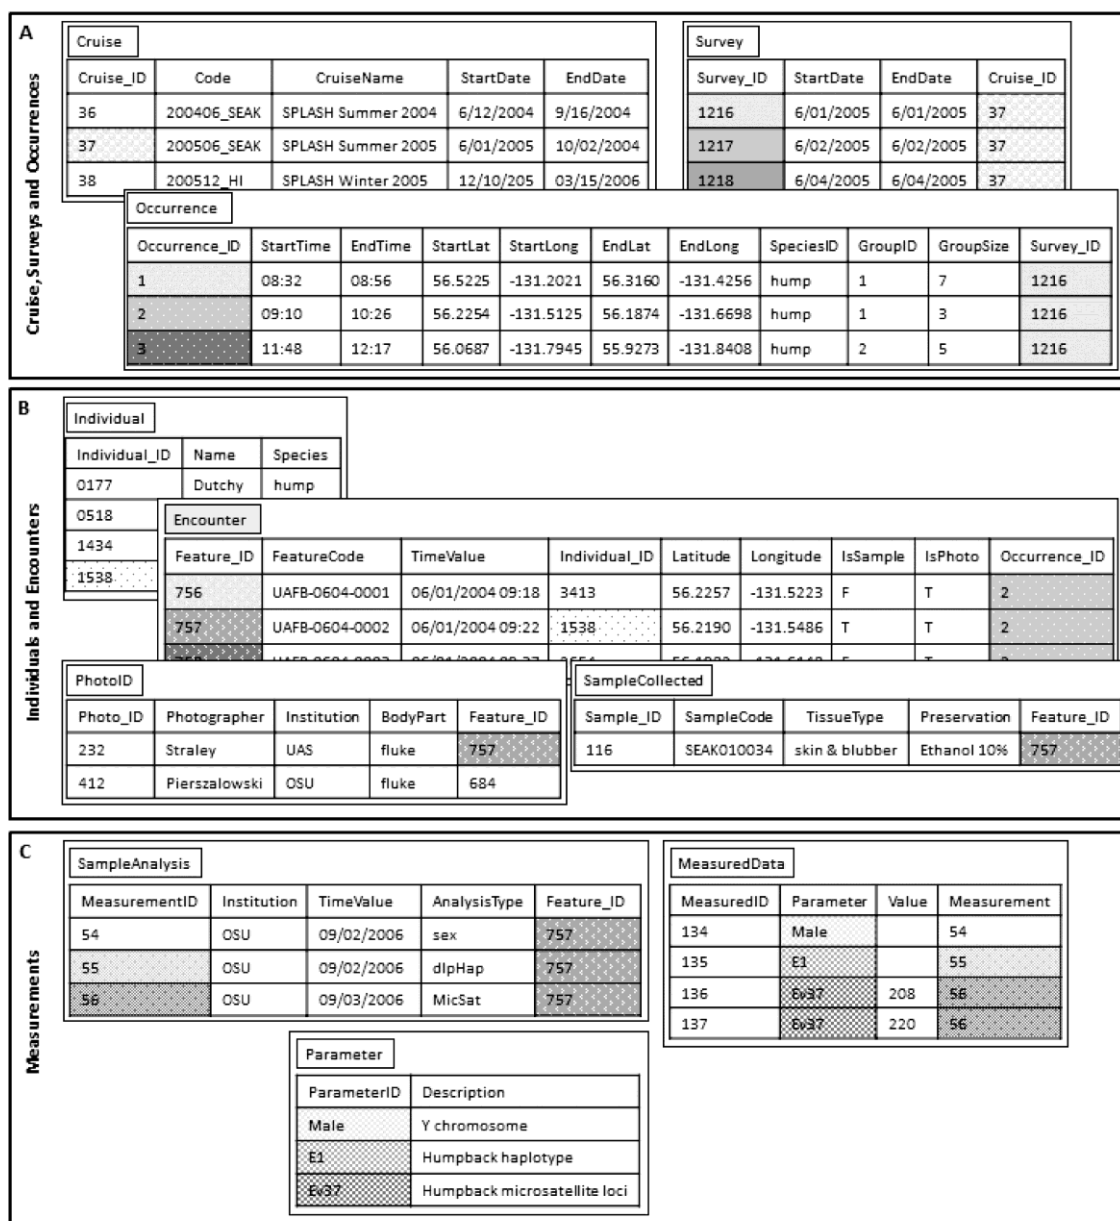 A
Cruise, Surveys and Occurrences
Cruise
Cruise_ID Code CruiseName StartDate EndDate
36 200406_SEAK SPLASH Summer 2004 6/12/2004 9/16/2004
37 200506_SEAK SPLASH Summer 2005 6/01/2005 10/02/2004
38 200512_HI SPLASH Winter 2005 12/10/205 03/15/2006
Survey
Survey_ID StartDate EndDate Cruise_ID
1216 6/01/2005 6/01/2005 37
1217 6/02/2005 6/02/2005 37
1218 6/04/2005 6/04/2005 37
Occurrence
Occurrence_ID StartTime EndTime StartLat StartLong EndLat EndLong SpeciesID GroupID GroupSize Survey_ID
1 08:32 08:56 56.5225 -131.2021 56.3160 -131.4256 hump 1 7 1216
2 09:10 10:26 56.2254 -131.5125 56.1874 -131.6698 hump 1 3 1216
3 11:48 12:17 56.0687 -131.7945 55.9273 -131.8408 hump 2 5 1216
B
Individuals and Encounters
Individual
Individual_ID Name Species
0177 Dutchy hump
0518
1434
1538
Encounter
Feature_ID FeatureCode TimeValue Individual_ID Latitude Longitude IsSample IsPhoto Occurrence_ID
756 UAFB-0604-0001 06/01/2004 09:18 3413 56.2257 -131.5223 F T 2
757 UAFB-0604-0002 06/01/2004 09:22 1538 56.2190 -131.5486 T T 2
PhotoID
Photo_ID Photographer Institution BodyPart Feature_ID
232 Straley UAS fluke 757
412 Pierszalowski OSU fluke 684
SampleCollected
Sample_ID SampleCode TissueType Preservation Feature_ID
116 SEAK010034 skin & blubber Ethanol 10% 757
C
Measurements
SampleAnalysis
MeasurementID Institution TimeValue AnalysisType Feature_ID
54 OSU 09/02/2006 sex 757
55 OSU 09/02/2006 dlpHap 757
56 OSU 09/03/2006 MicSat 757
MeasuredData
MeasuredID Parameter Value Measurement
134 Male 54
135 E1 55
136 Ev37 208 56
137 Ev37 220 56
Parameter
ParameterID Description
Male Y chromosome
E1 Humpback haplotype
Ev37 Humpback microsatellite loci